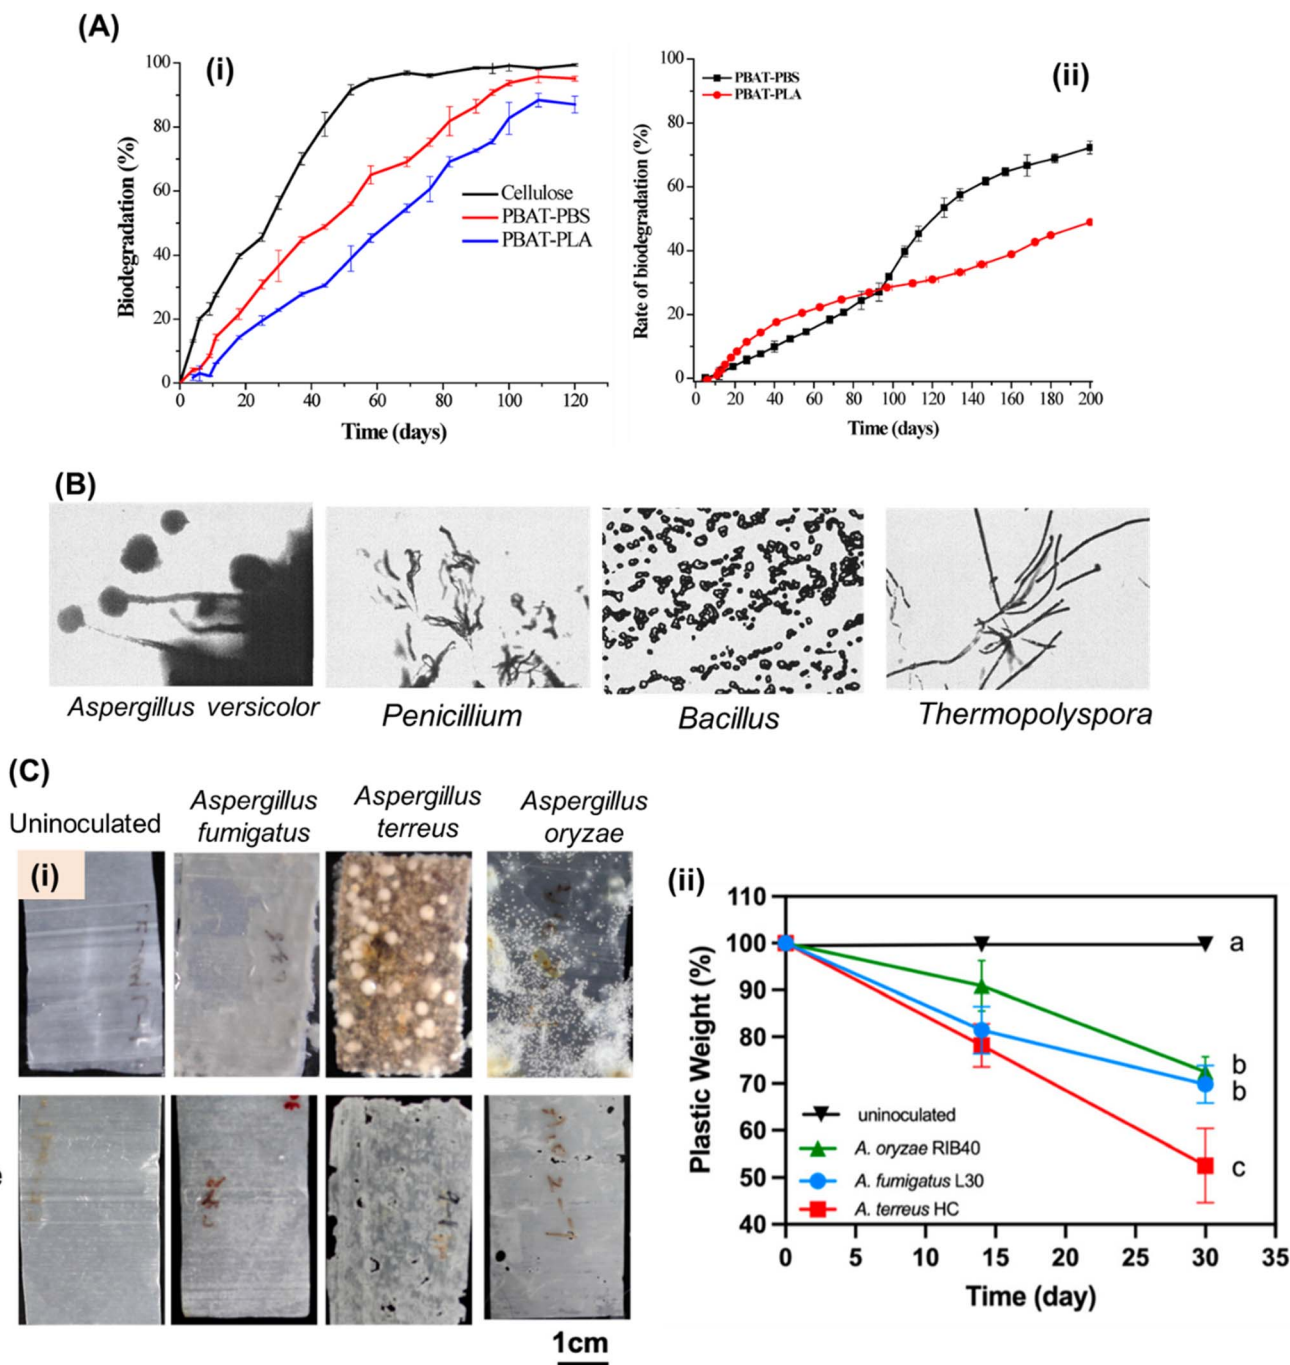 (A)
(i)
100
80
60
40
20
0
Biodegradation (%)
Cellulose
PBAT-PBS
PBAT-PLA
0 20 40 60 80 100 120
Time (days)
(ii)
100
80
60
40
20
0
Rate of biodegradation (%)
PBAT-PBS
PBAT-PLA
0 20 40 60 80 100 120 140 160 180 200
Time (days)
(B)
Aspergillus versicolor
Penicillium
Bacillus
Thermopolyspora
(C)
Uninoculated
Aspergillus
fumigatus
Aspergillus
terreus
Aspergillus
oryzae
(i)
1cm
(ii)
110
100
90
80
70
60
50
40
Plastic Weight (%)
a
b
b
c
uninoculated
A. oryzae RIB40
A. fumigatus L30
A. terreus HC
0 5 10 15 20 25 30 35
Time (day)